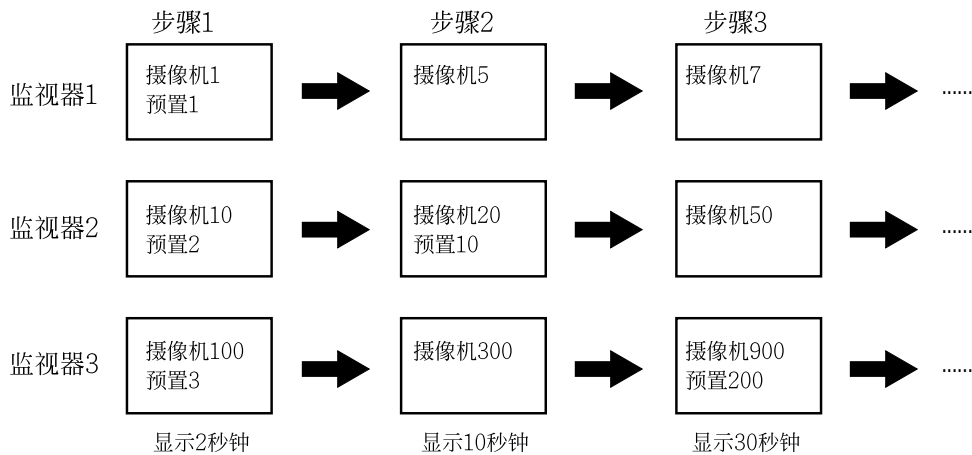 步骤1
步骤2
步骤3
监视器1
摄像机1
预置1
摄像机5
摄像机7
......
监视器2
摄像机10
预置2
摄像机20
预置10
摄像机50
......
监视器3
摄像机100
预置3
摄像机300
摄像机900
预置200
......
显示2秒钟
显示10秒钟
显示30秒钟